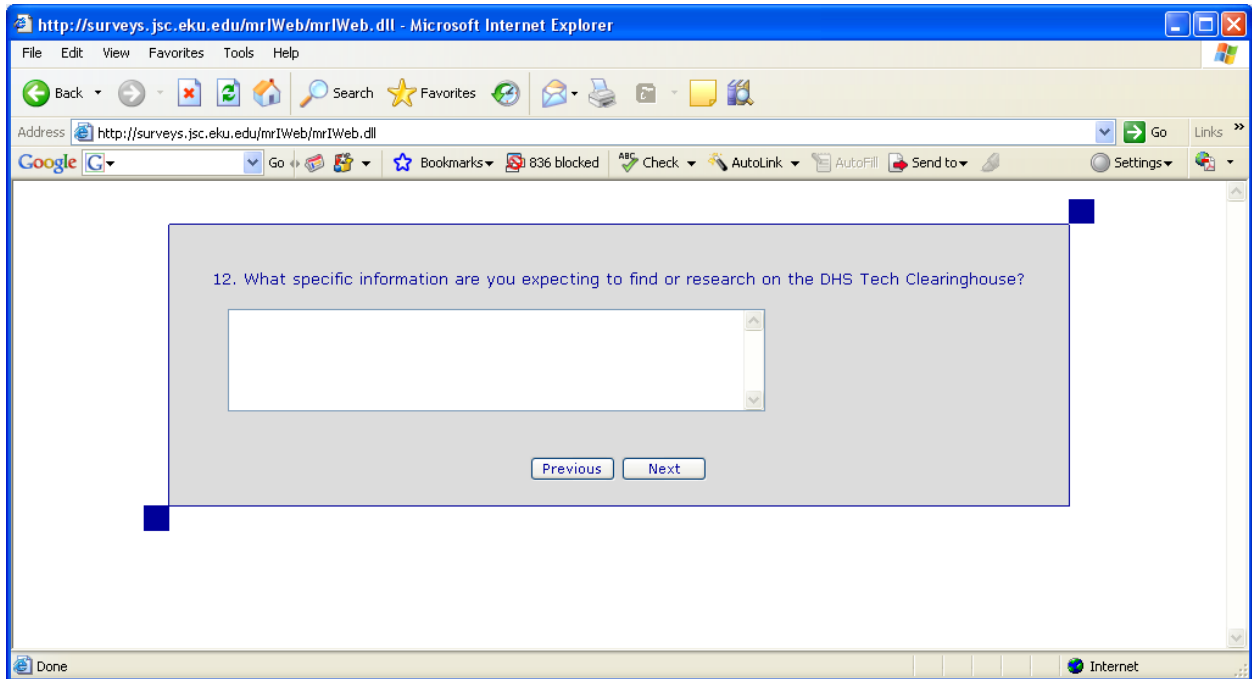 http://surveys.jsc.eku.edu/mrIWeb/mrIWeb.dll - Microsoft Internet Explorer
File Edit View Favorites Tools Help
Back Search Favorites
Address http://surveys.jsc.eku.edu/mrIWeb/mrIWeb.dll Go Links »
Google G Go Bookmarks 836 blocked ABC Check AutoLink AutoFill Send to Settings
12. What specific information are you expecting to find or research on the DHS Tech Clearinghouse?
Previous Next
Done Internet